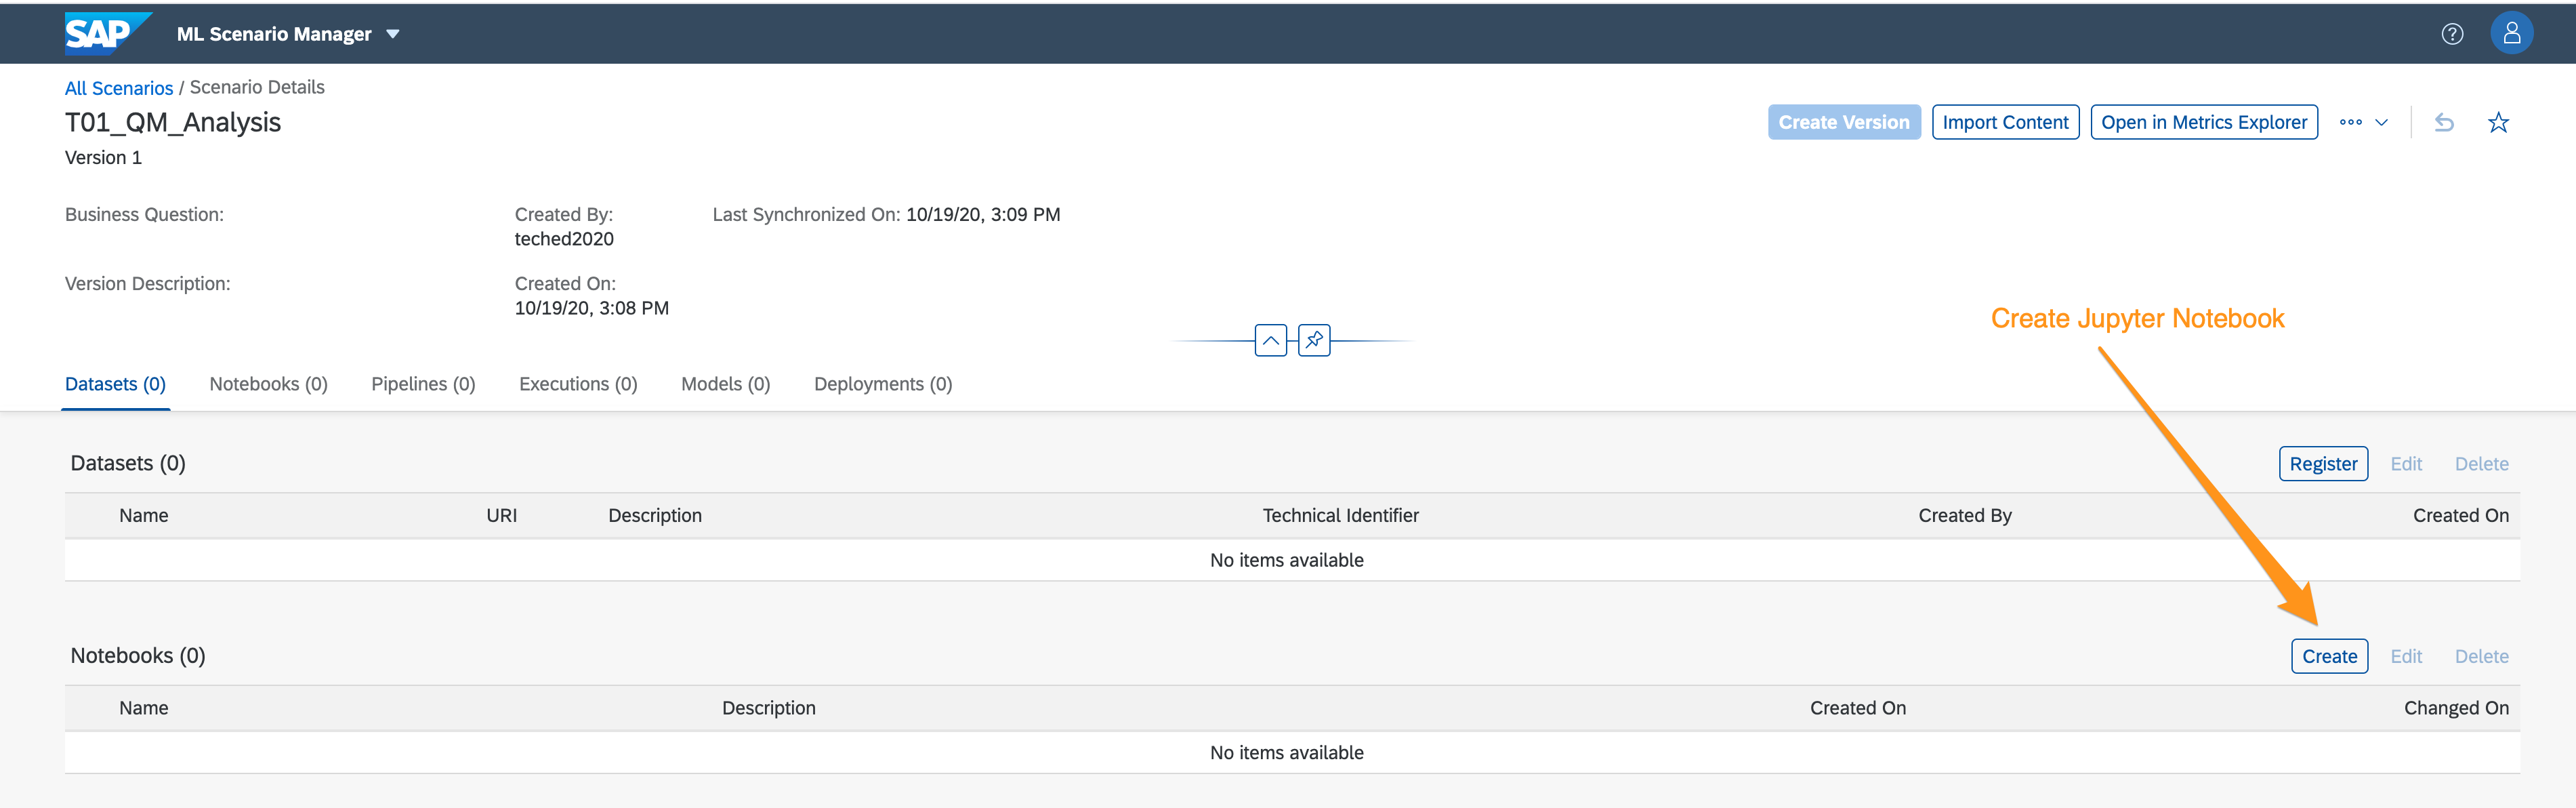 SAP ML Scenario Manager
All Scenarios / Scenario Details
T01_QM_Analysis
Create Version Import Content Open in Metrics Explorer
Version 1
Business Question:
Created By:
teched2020
Last Synchronized On: 10/19/20, 3:09 PM
Version Description:
Created On:
10/19/20, 3:08 PM
Create Jupyter Notebook
Datasets (0) Notebooks (0) Pipelines (0) Executions (0) Models (0) Deployments (0)
Datasets (0) Register Edit Delete
Name URI Description Technical Identifier Created By Created On
No items available
Notebooks (0) Create Edit Delete
Name Description Created On Changed On
No items available